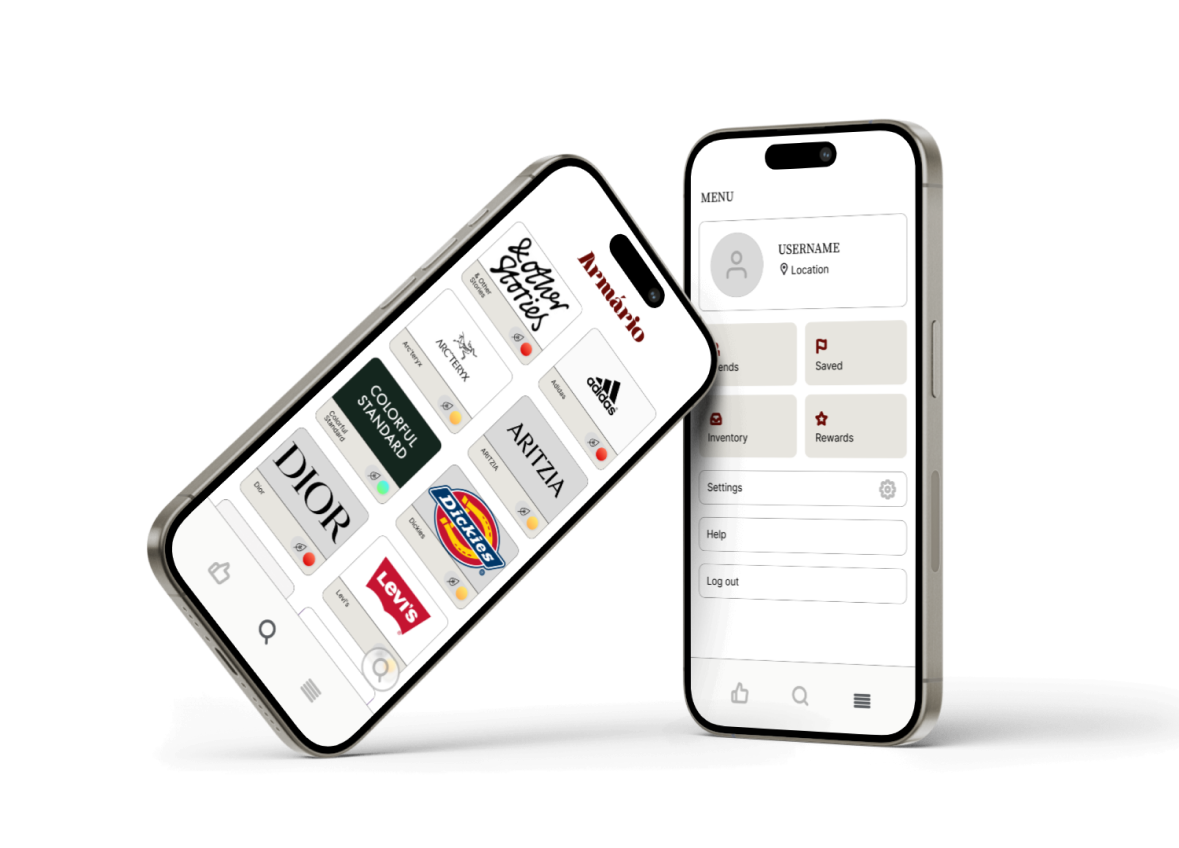 Armário
& other
Stories
& Other
Stories
adidas
Adidas
ARC'TERYX
Arc'teryx
ARITZIA
ARITZIA
COLORFUL
STANDARD
Colorful
Standard
Dickies
Dickies
DIOR
Dior
LEVI'S
Levi's
MENU
USERNAME
Location
ends
Saved
Inventory
Rewards
Settings
Help
Log out